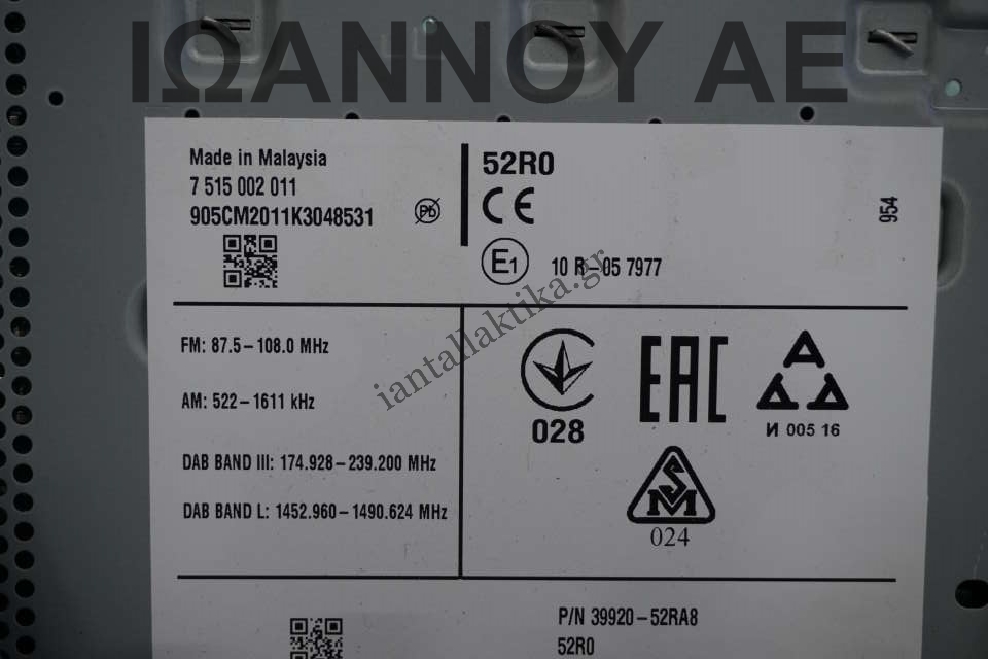 ΙΩΑΝΝΟΥ ΑΕ
Made in Malaysia
7 515 002 011
905CM2011K3048531
Pb
52R0
CE
954
E1
10 R-05 7977
FM: 87.5-108.0 MHz
AM: 522-1611 kHz
DAB BAND III: 174.928-239.200 MHz
DAB BAND L: 1452.960-1490.624 MHz
iantallaktika.gr
028
EAC
И 005 16
SM
024
P/N 39920-52RA8
52R0